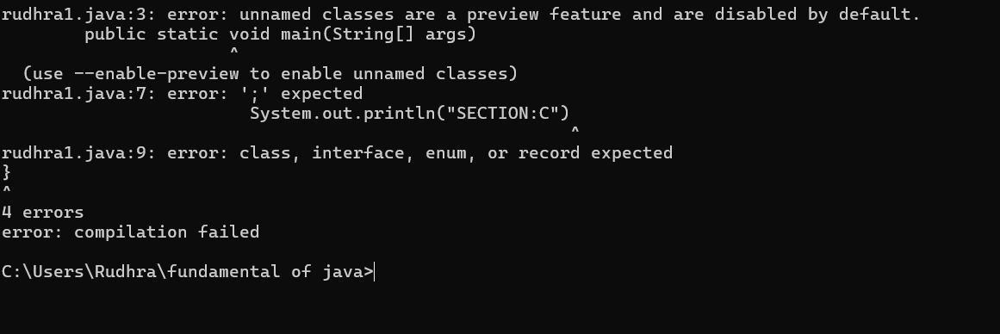 rudhra1.java:3: error: unnamed classes are a preview feature and are disabled by default.
        public static void main(String[] args)
                      ^
  (use --enable-preview to enable unnamed classes)
rudhra1.java:7: error: ';' expected
                        System.out.println("SECTION:C")
                                                       ^
rudhra1.java:9: error: class, interface, enum, or record expected
}
^
4 errors
error: compilation failed
C:\Users\Rudhra\fundamental of java>